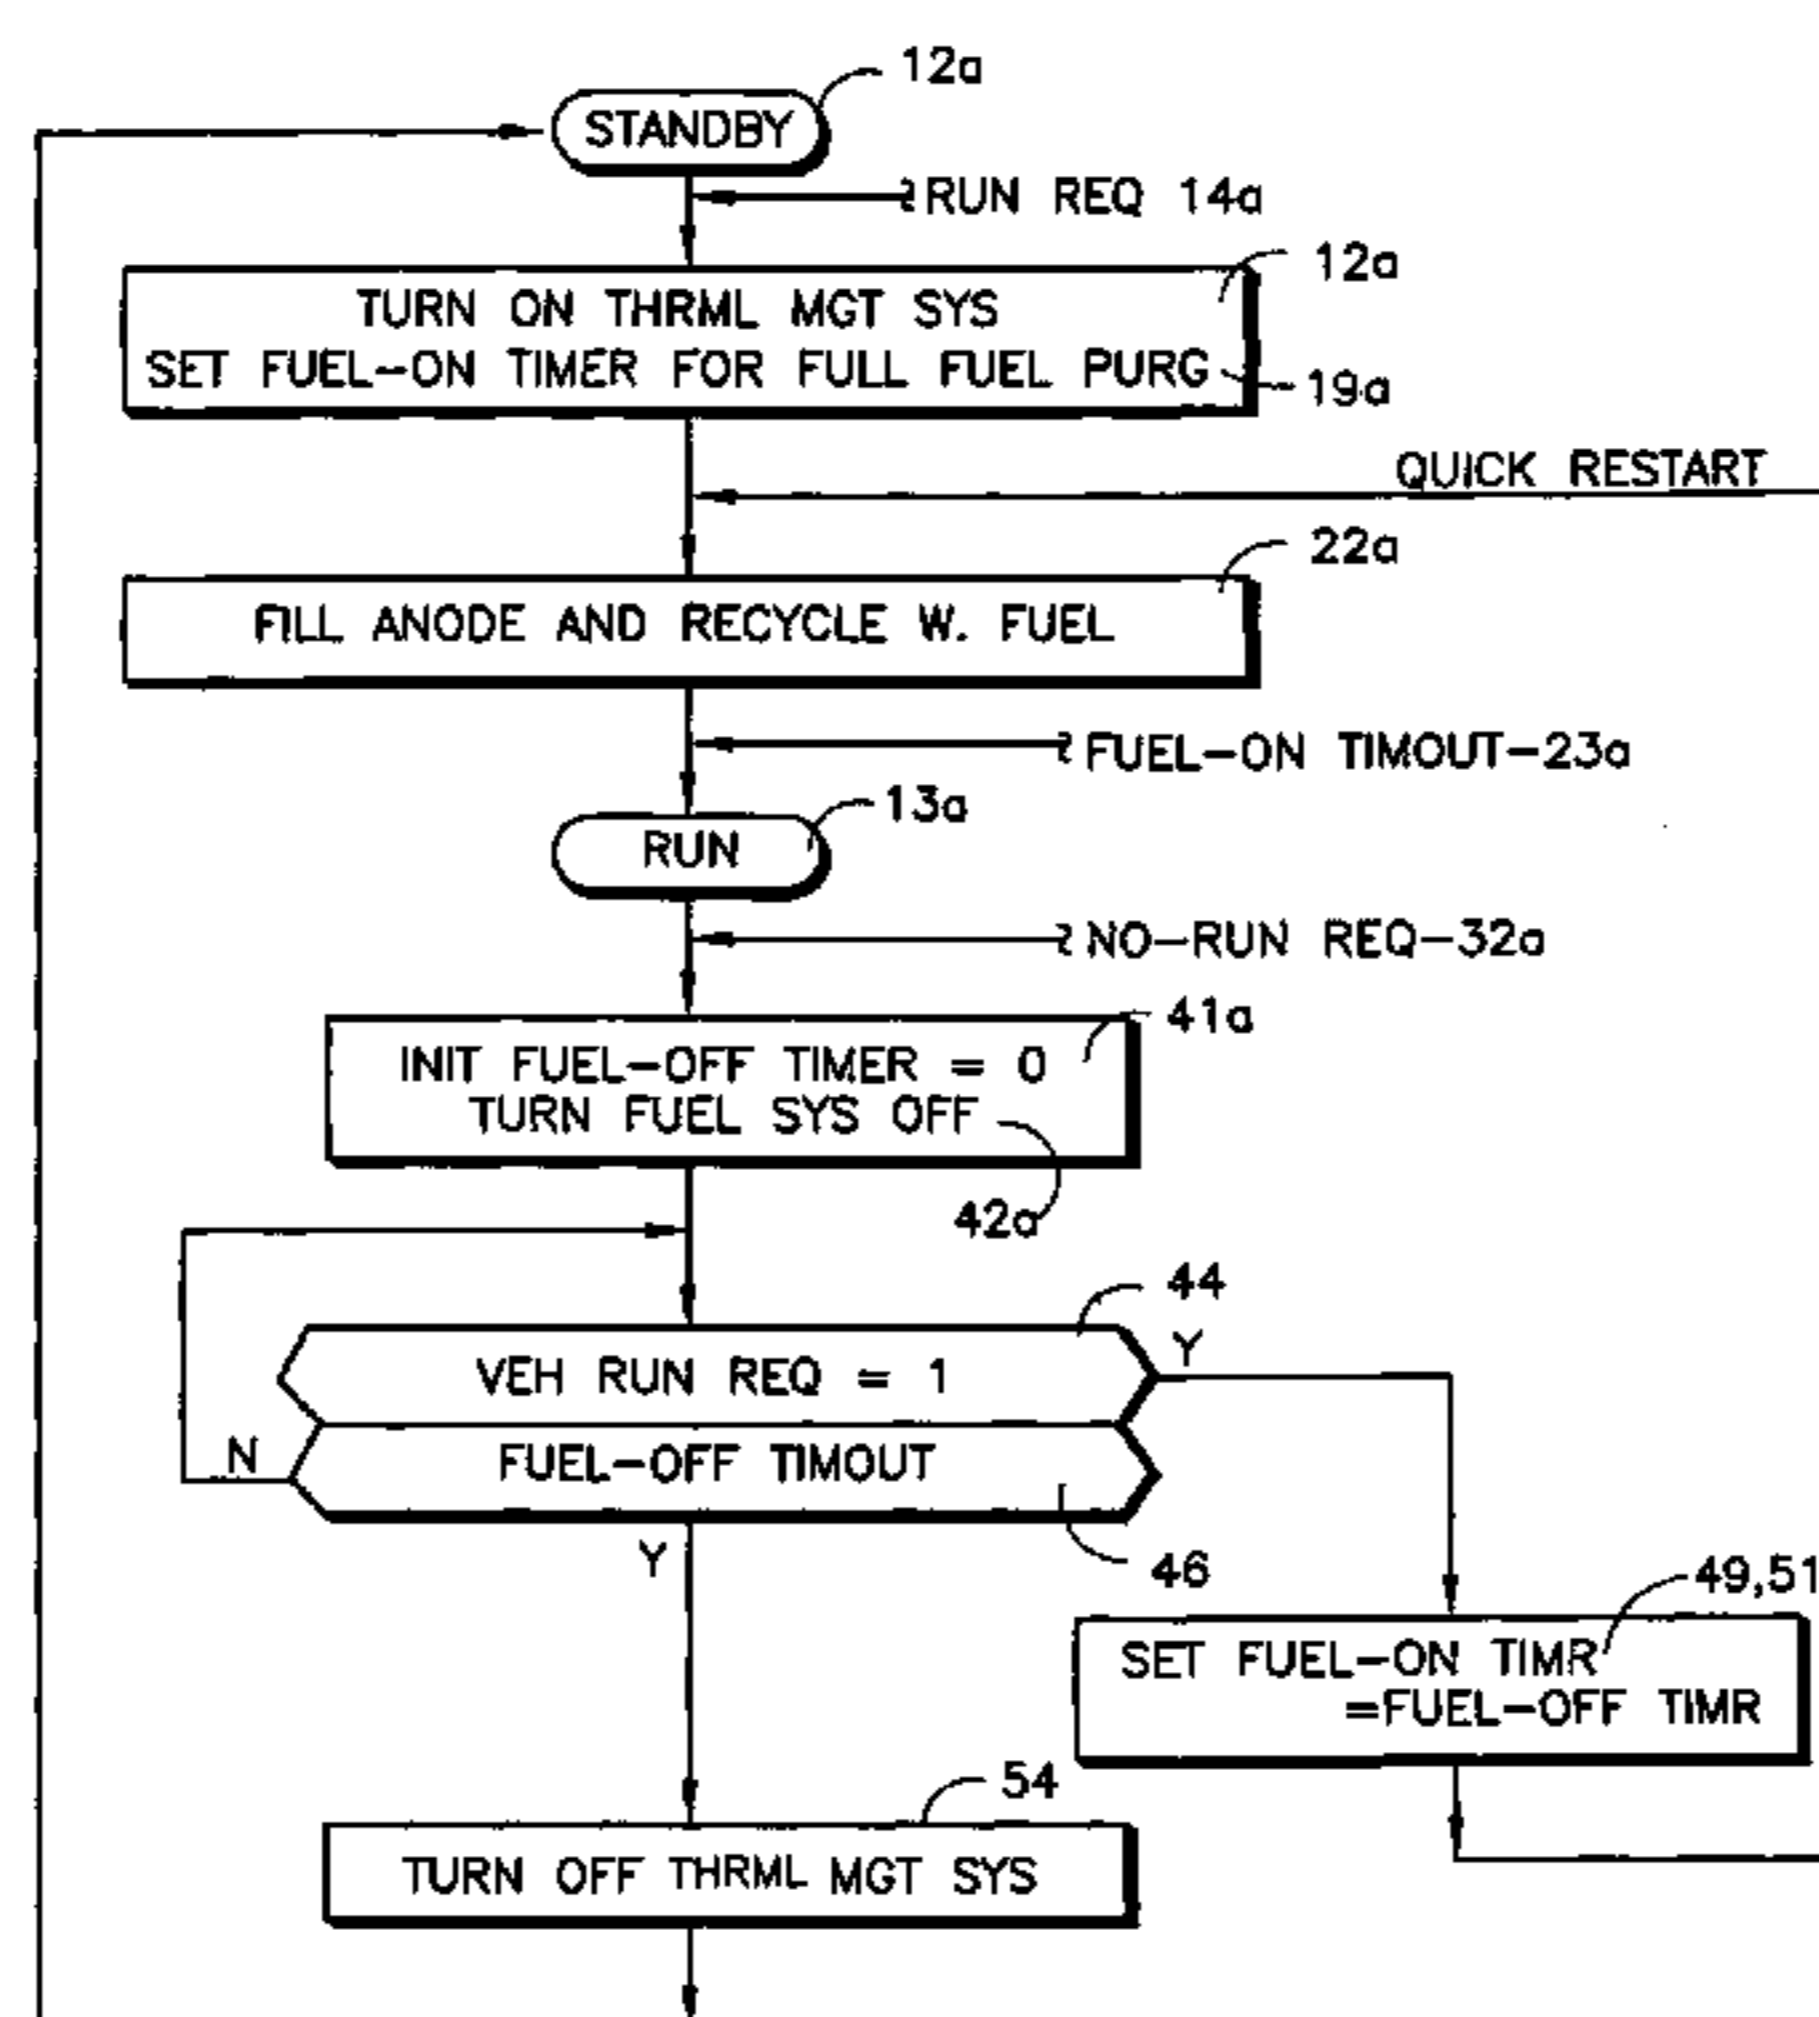 12a
STANDBY
RUN REQ 14a
12a
TURN ON THRML MGT SYS
SET FUEL-ON TIMER FOR FULL FUEL PURG
19a
QUICK RESTART
22a
FILL ANODE AND RECYCLE W. FUEL
FUEL-ON TIMOUT-23a
13a
RUN
NO-RUN REQ-32a
41a
INIT FUEL-OFF TIMER = 0
TURN FUEL SYS OFF
42a
44
VEH RUN REQ = 1
Y
N
FUEL-OFF TIMOUT
Y
46
49,51
SET FUEL-ON TIMR
=FUEL-OFF TIMR
54
TURN OFF THRML MGT SYS